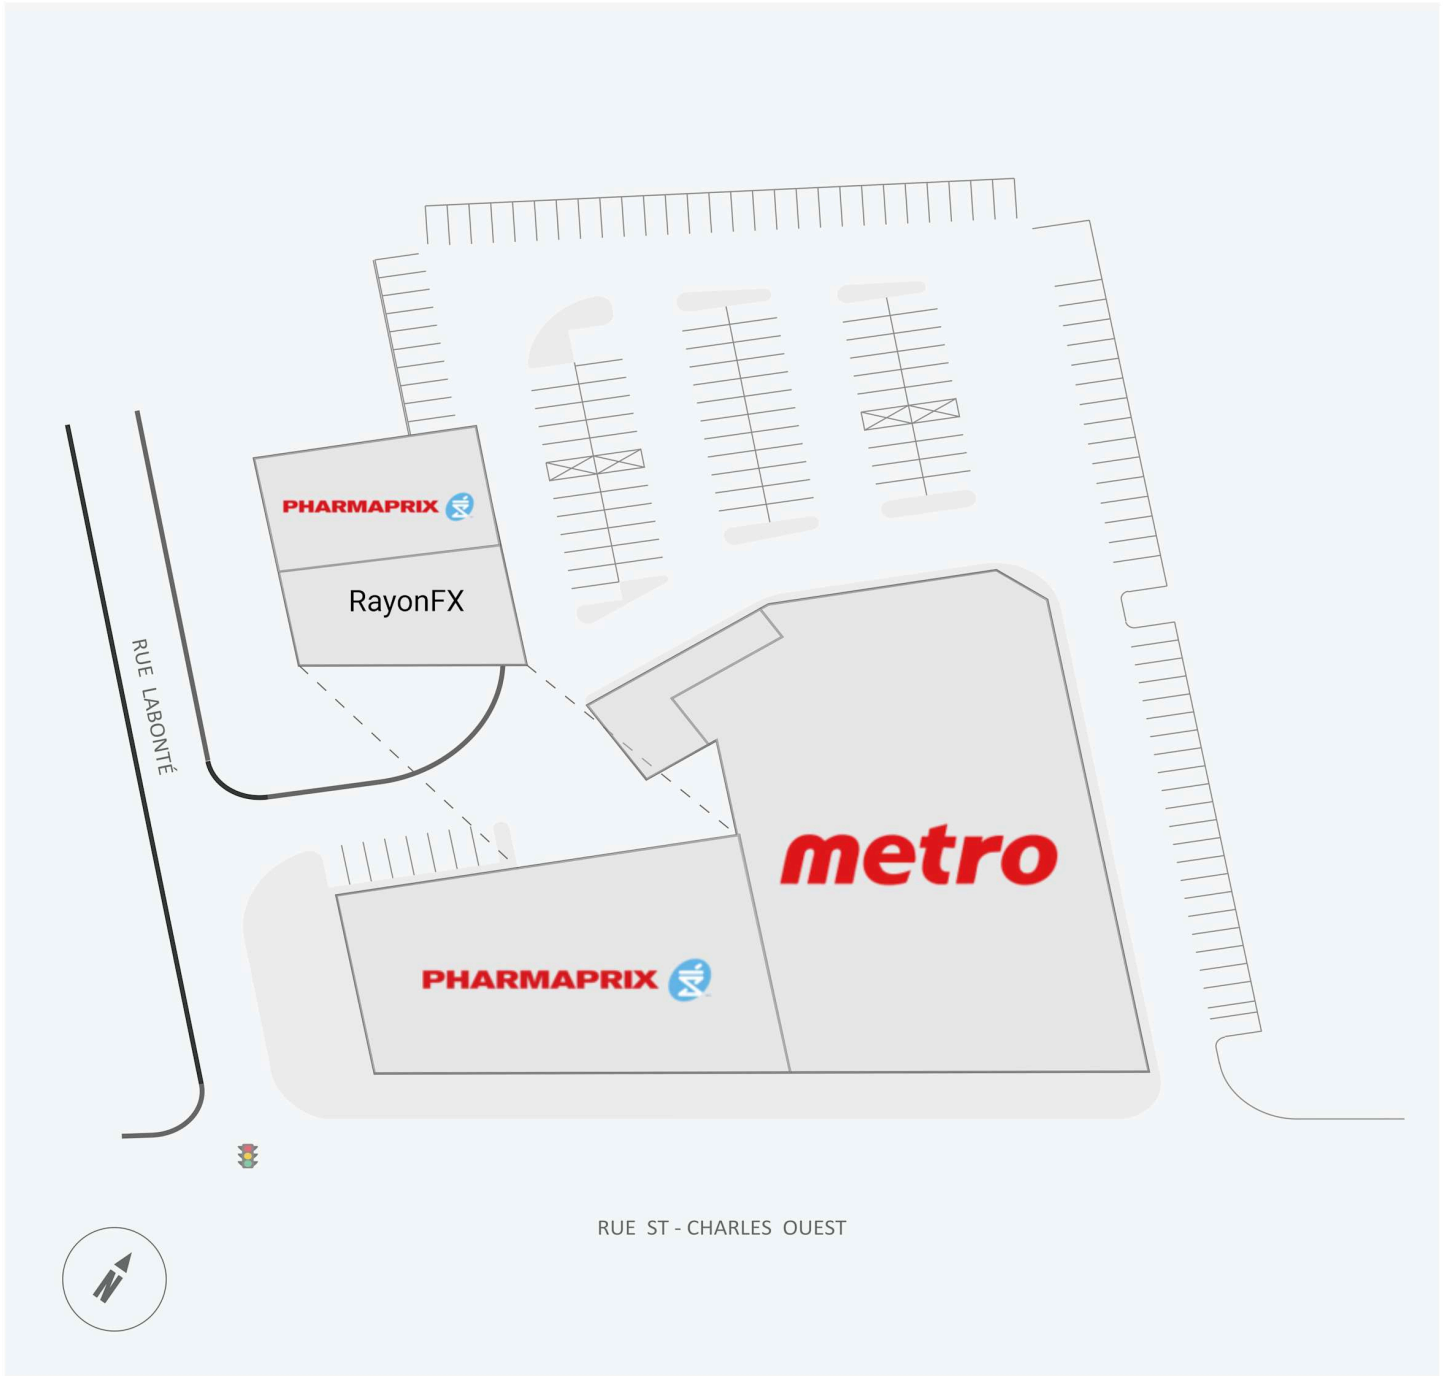 PHARMAPRIX
RayonFX
RUE LABONTÉ
metro
PHARMAPRIX
RUE ST - CHARLES OUEST
N